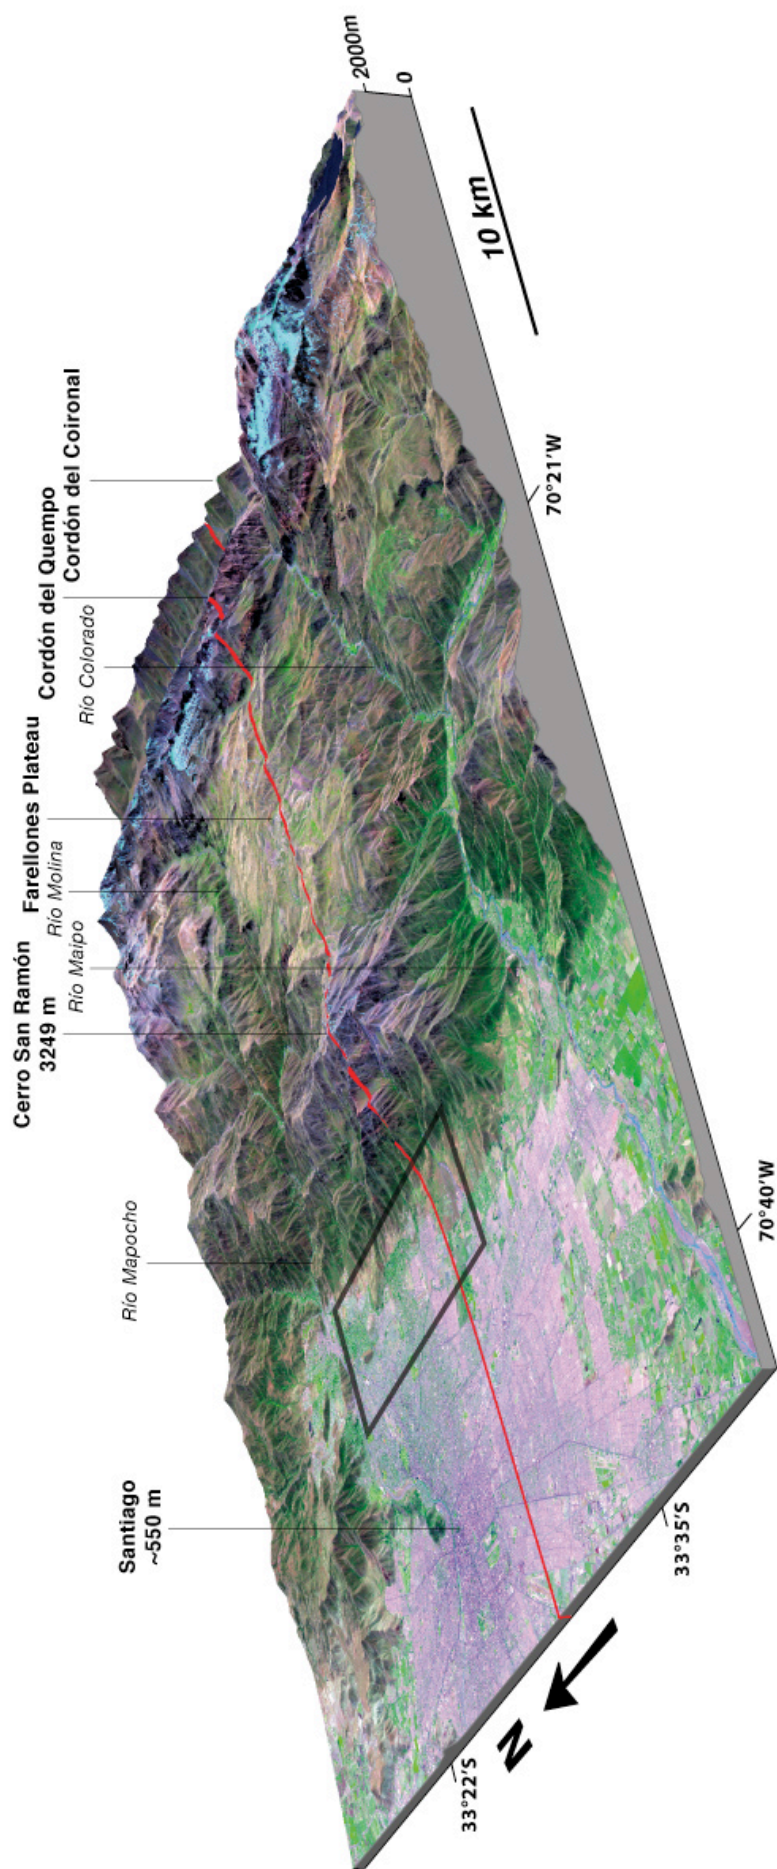 Santiago
~550 m
Río Mapocho
Cerro San Ramón
3249 m
Río Maipo
Río Molina
Farellones Plateau
Río Colorado
Cordón del Quempo
Cordón del Coironal
2000m
0
10 km
70°21'W
70°40'W
33°35'S
33°22'S
N